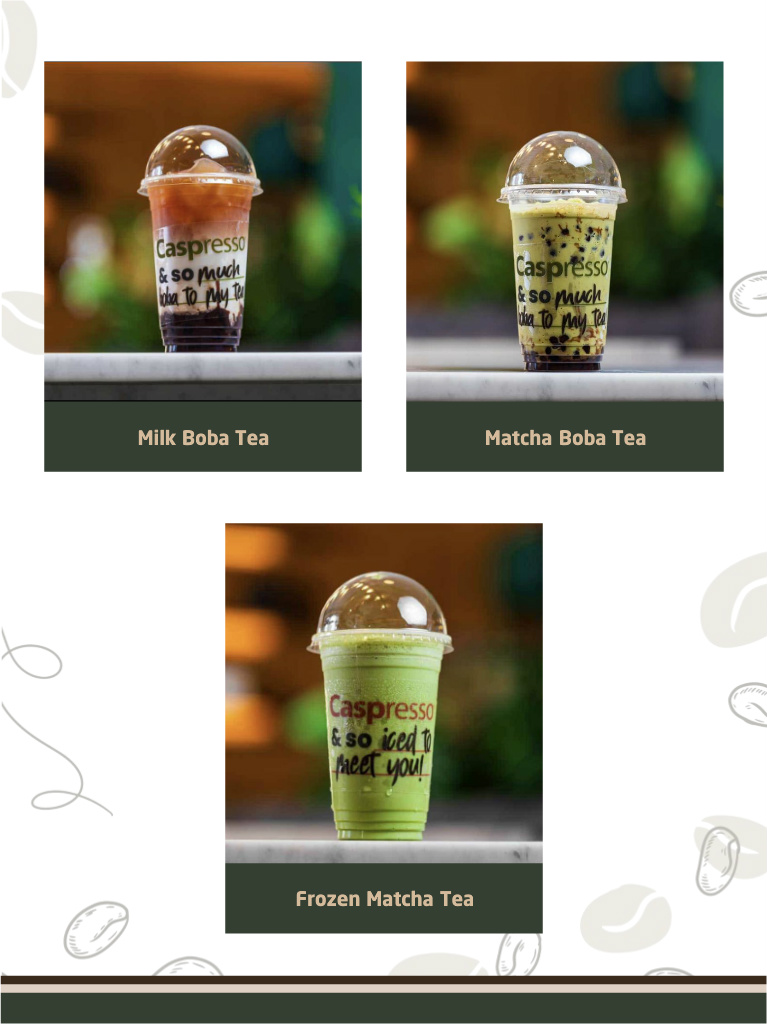 Caspresso
& so much
boba to my tea
Milk Boba Tea
Caspresso
& so much
boba to my tea
Matcha Boba Tea
Caspresso
& so iced to
meet you!
Frozen Matcha Tea